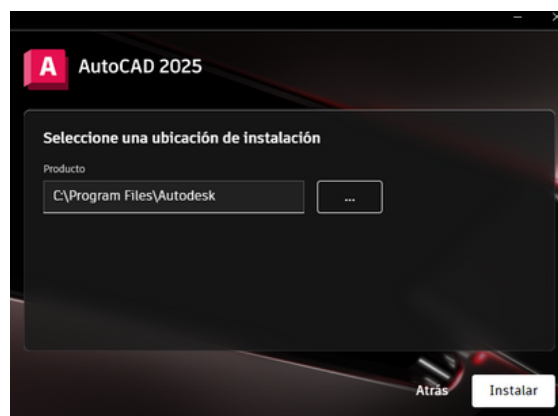 A
AutoCAD 2025
Seleccione una ubicación de instalación
Producto
C:\Program Files\Autodesk
...
Atrás
Instalar